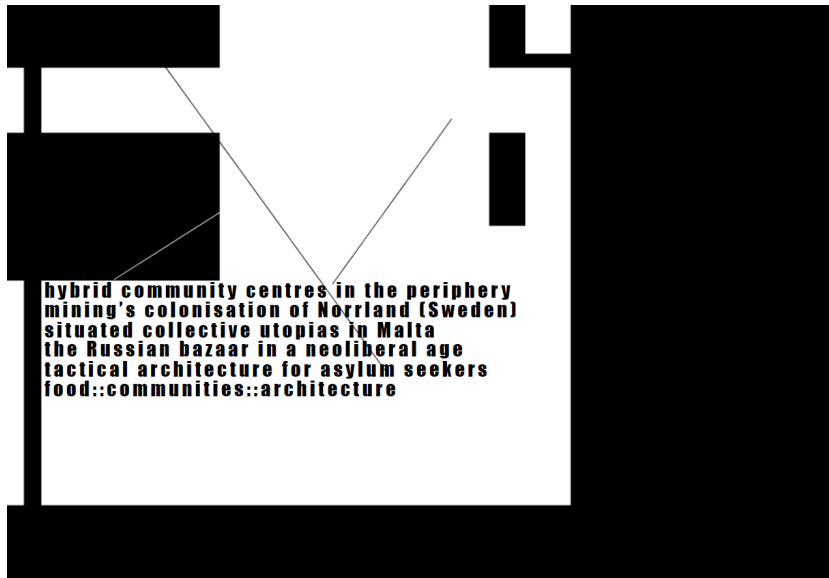 hybrid community centres in the periphery
mining's colonisation of Norrland (Sweden)
situated collective utopias in Malta
the Russian bazaar in a neoliberal age
tactical architecture for asylum seekers
food::communities::architecture